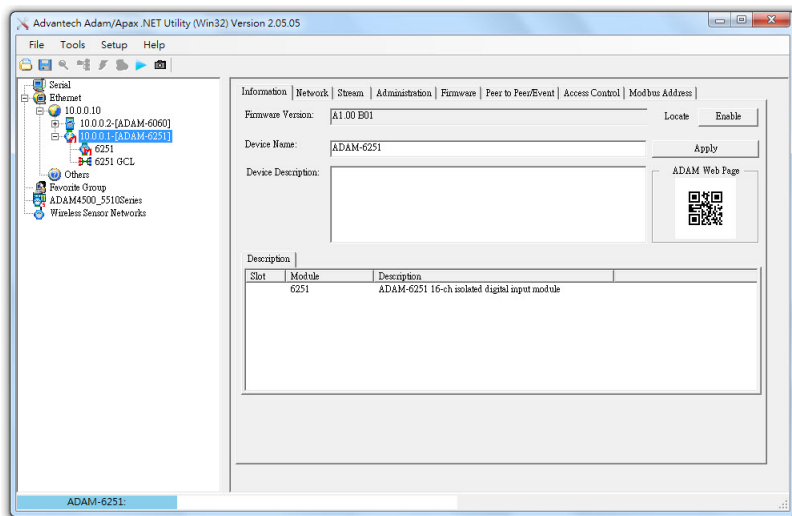 Advantech Adam/Apax .NET Utility (Win32) Version 2.05.05
File Tools Setup Help
Serial
Ethernet
10.0.0.10
10.0.0.2-[ADAM-6060]
10.0.0.1-[ADAM-6251]
6251
6251 GCL
Others
Favorite Group
ADAM4500_5510Series
Wireless Sensor Networks
Information Network Stream Administration Firmware Peer to Peer/Event Access Control Modbus Address
Firmware Version: A1.00 B01 Locate Enable
Device Name: ADAM-6251 Apply
Device Description: ADAM Web Page
Description
Slot Module Description
6251 ADAM-6251 16-ch isolated digital input module
ADAM-6251: